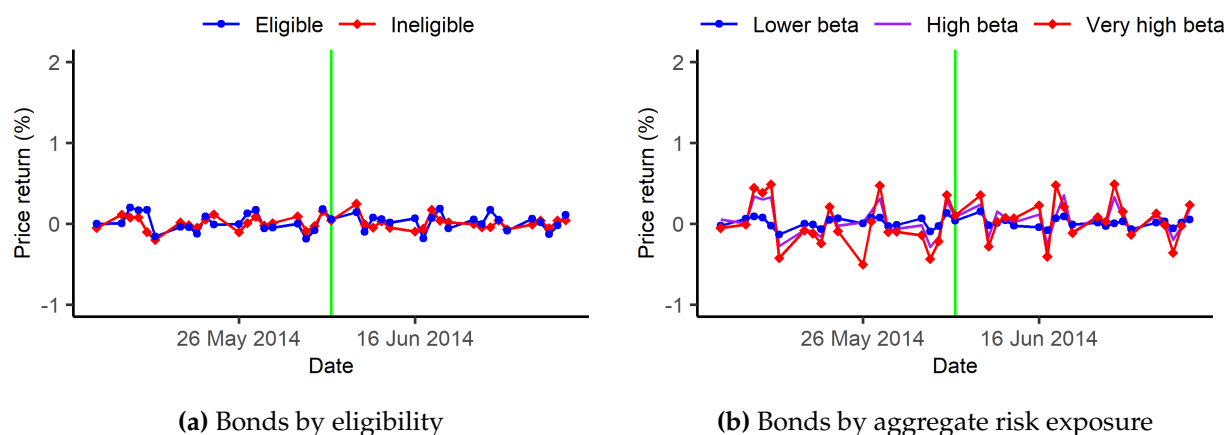 Eligible Ineligible
2
1
0
-1
Price return (%)
26 May 2014 16 Jun 2014
Date
(a) Bonds by eligibility
Lower beta High beta Very high beta
2
1
0
-1
Price return (%)
26 May 2014 16 Jun 2014
Date
(b) Bonds by aggregate risk exposure